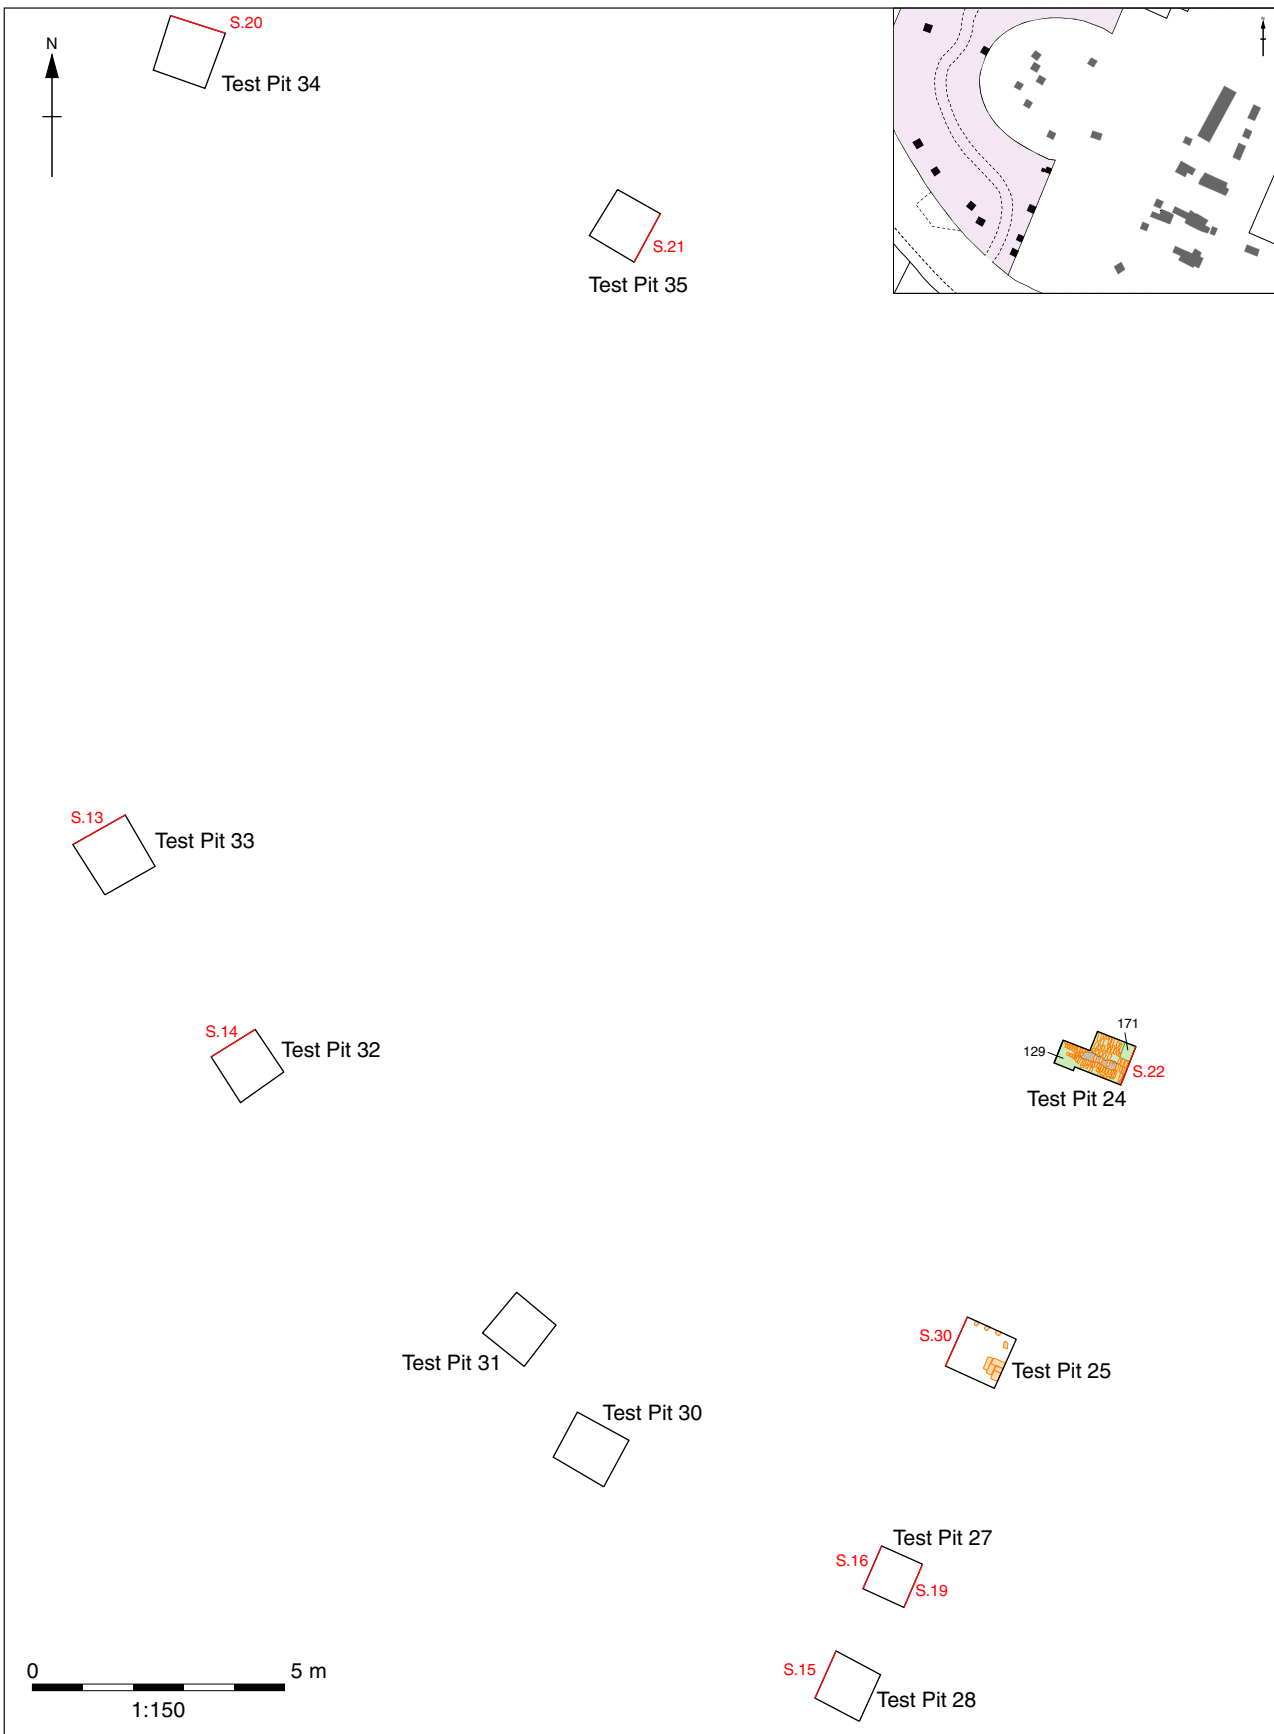 S.20
N
Test Pit 34
S.21
Test Pit 35
S.13
Test Pit 33
S.14
Test Pit 32
171
129
S.22
Test Pit 24
S.30
Test Pit 31
Test Pit 25
Test Pit 30
Test Pit 27
S.16
S.19
S.15
0 5 m
Test Pit 28
1:150